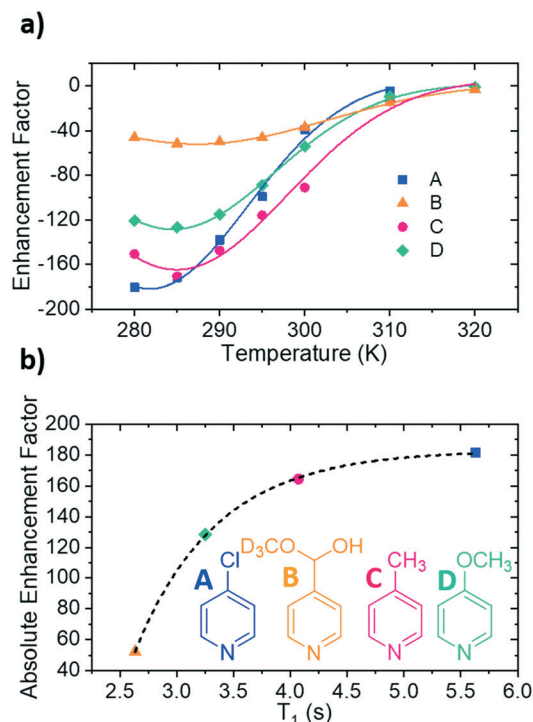 a)
0
-40
-80
-120
-160
-200
Enhancement Factor
A
B
C
D
280 290 300 310 320
Temperature (K)
b)
200
180
160
140
120
100
80
60
40
Absolute Enhancement Factor
D₃CO OH
Cl CH₃ OCH₃
A B C D
N N N N
2.5 3.0 3.5 4.0 4.5 5.0 5.5 6.0
T₁ (s)